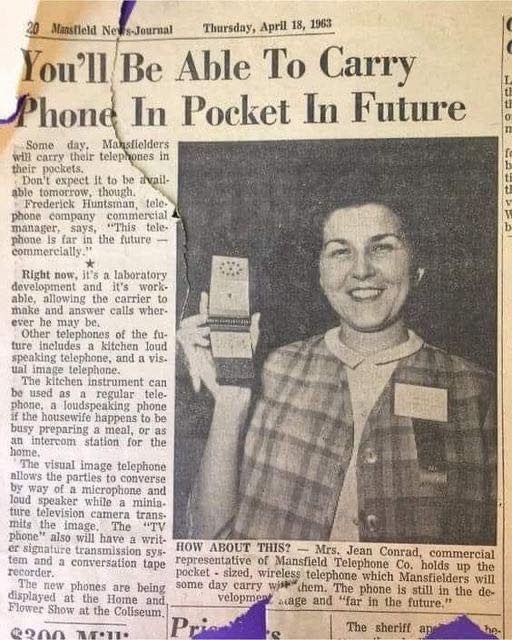 20 Mansfield News-Journal Thursday, April 18, 1963
You'll Be Able To Carry
Phone In Pocket In Future
Some day, Mansfielders
will carry their telephones in
their pockets.
Don't expect it to be avail-
able tomorrow, though.
Frederick Huntsman, tele-
phone company commercial
manager, says, "This tele-
phone is far in the future —
commercially."
★
Right now, it's a laboratory
development and it's work-
able, allowing the carrier to
make and answer calls wher-
ever he may be.
Other telephones of the fu-
ture includes a kitchen loud
speaking telephone, and a vis-
ual image telephone.
The kitchen instrument can
be used as a regular tele-
phone, a loudspeaking phone
if the housewife happens to be
busy preparing a meal, or as
an intercom station for the
home.
The visual image telephone
allows the parties to converse
by way of a microphone and
loud speaker while a minia-
ture television camera trans-
mits the image. The "TV
phone" also will have a writ-
er signature transmission sys-
tem and a conversation tape
recorder.
The new phones are being
displayed at the Home and
Flower Show at the Coliseum.
HOW ABOUT THIS? — Mrs. Jean Conrad, commercial
representative of Mansfield Telephone Co. holds up the
pocket - sized, wireless telephone which Mansfielders will
some day carry with them. The phone is still in the de-
velopment stage and "far in the future."
The sheriff